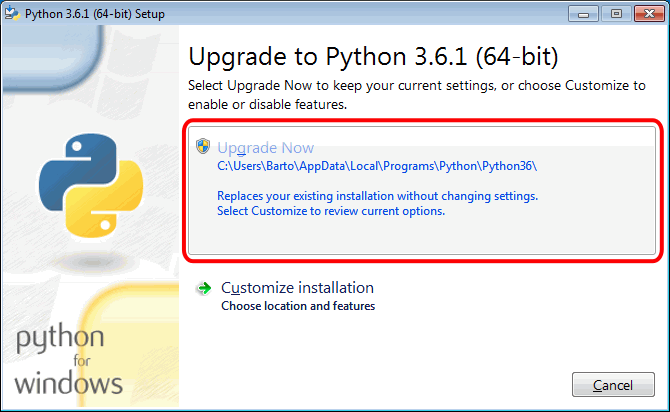 Python 3.6.1 (64-bit) Setup
Upgrade to Python 3.6.1 (64-bit)
Select Upgrade Now to keep your current settings, or choose Customize to
enable or disable features.
Upgrade Now
C:\Users\Barto\AppData\Local\Programs\Python\Python36\
Replaces your existing installation without changing settings.
Select Customize to review current options.
Customize installation
Choose location and features
python
for
windows
Cancel